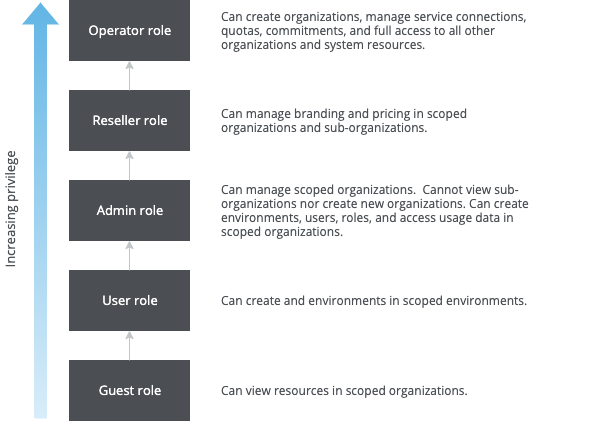 Operator role
Can create organizations, manage service connections,
quotas, commitments, and full access to all other
organizations and system resources.
Reseller role
Can manage branding and pricing in scoped
organizations and sub-organizations.
Increasing privilege
Admin role
Can manage scoped organizations.  Cannot view sub-
organizations nor create new organizations. Can create
environments, users, roles, and access usage data in
scoped organizations.
User role
Can create and environments in scoped environments.
Guest role
Can view resources in scoped organizations.